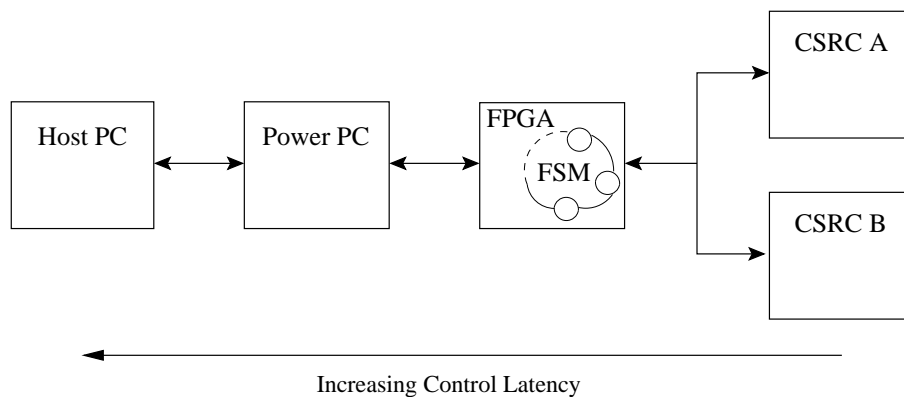 CSRC A
Host PC
Power PC
FPGA
FSM
CSRC B
Increasing Control Latency